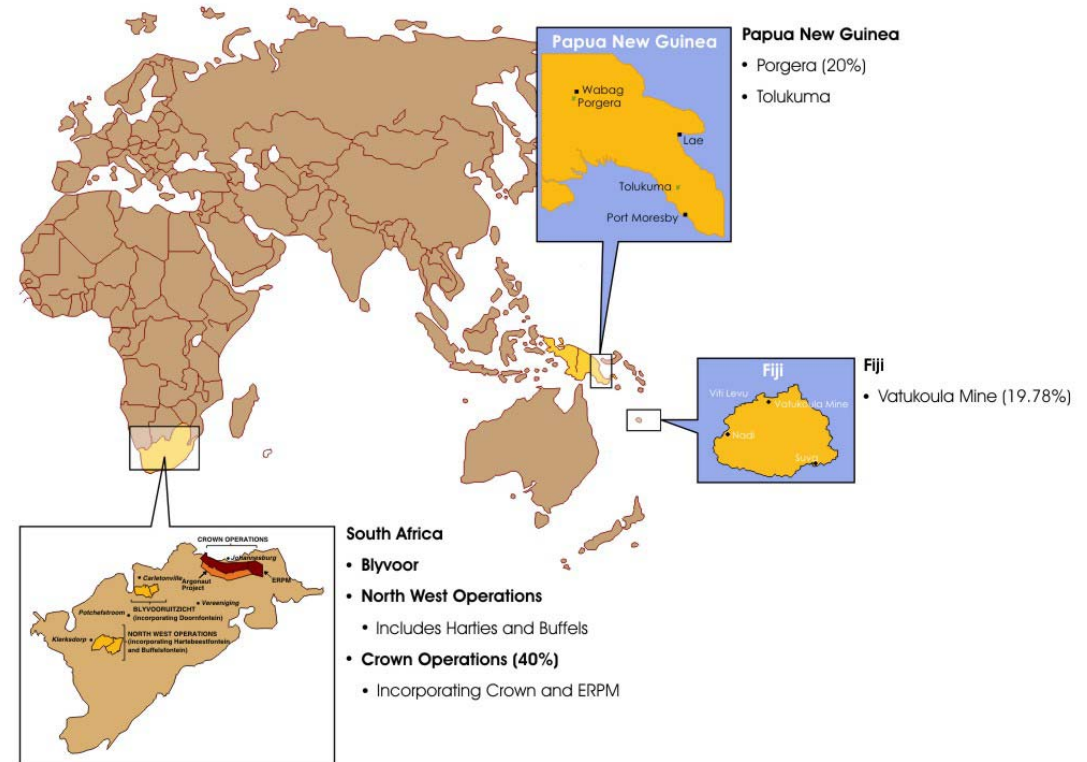 Papua New Guinea
Wabag
Porgera
Lae
Tolukuma
Port Moresby
Papua New Guinea
• Porgera (20%)
• Tolukuma
Fiji
Viti Levu
Vatukoula Mine
Nadi
Suva
Fiji
• Vatukoula Mine (19.78%)
CROWN OPERATIONS
Johannesburg
Carletonville
Argonaut
Project
ERPM
Potchefstroom
Vereeniging
BLYVOORUITZICHT
(incorporating Doornfontein)
Klerksdorp
NORTH WEST OPERATIONS
(incorporating Hartebeestfontein
and Buffelsfontein)
South Africa
• Blyvoor
• North West Operations
• Includes Harties and Buffels
• Crown Operations (40%)
• Incorporating Crown and ERPM